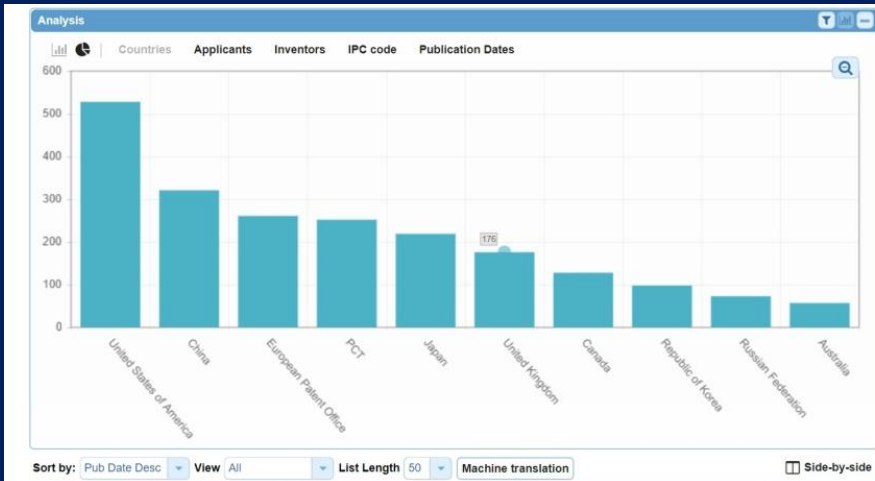 Analysis
Countries Applicants Inventors IPC code Publication Dates
600
500
400
300
200
100
0
176
United States of America
China
European Patent Office
PCT
Japan
United Kingdom
Canada
Republic of Korea
Russian Federation
Australia
Sort by: Pub Date Desc View All List Length 50 Machine translation Side-by-side